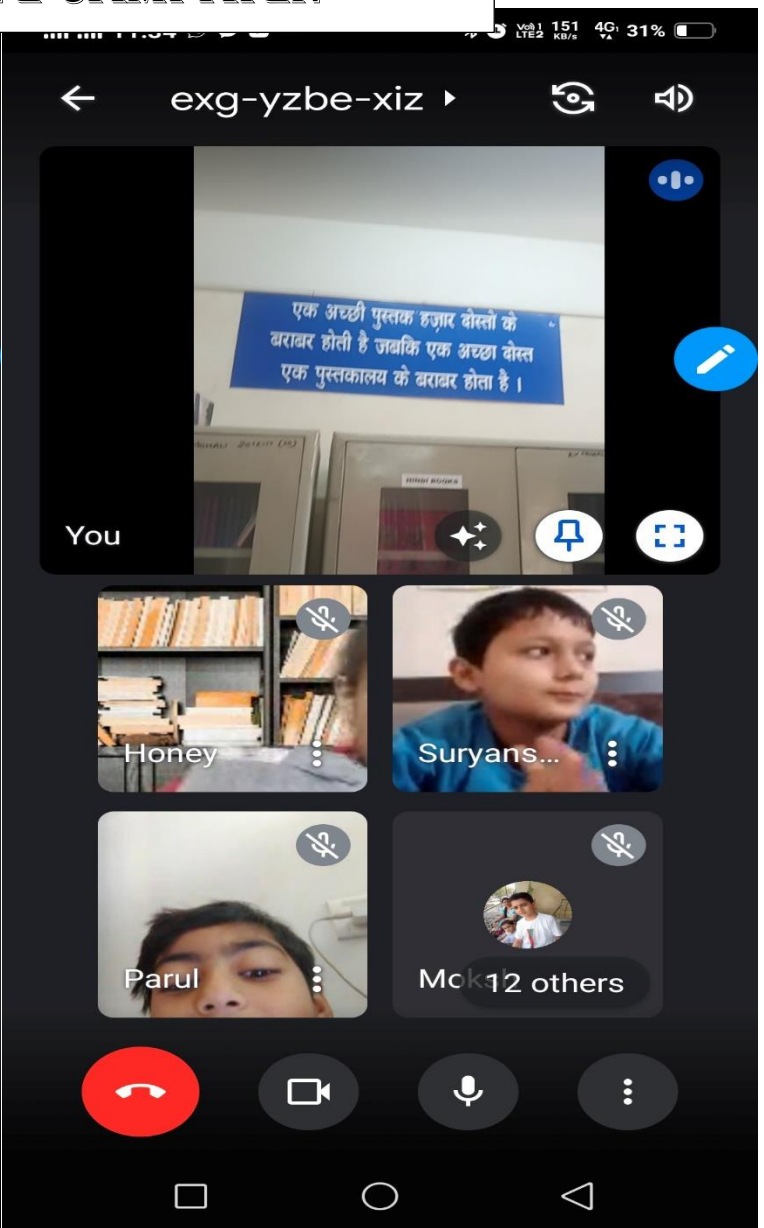 151
KB/s
4G
31%
exg-yzbe-xiz
एक अच्छी पुस्तक हज़ार दोस्तों के
बराबर होती है जबकि एक अच्छा दोस्त
एक पुस्तकालय के बराबर होता है ।
HINDI BOOKS
You
Honey
Suryans...
Parul
12 others